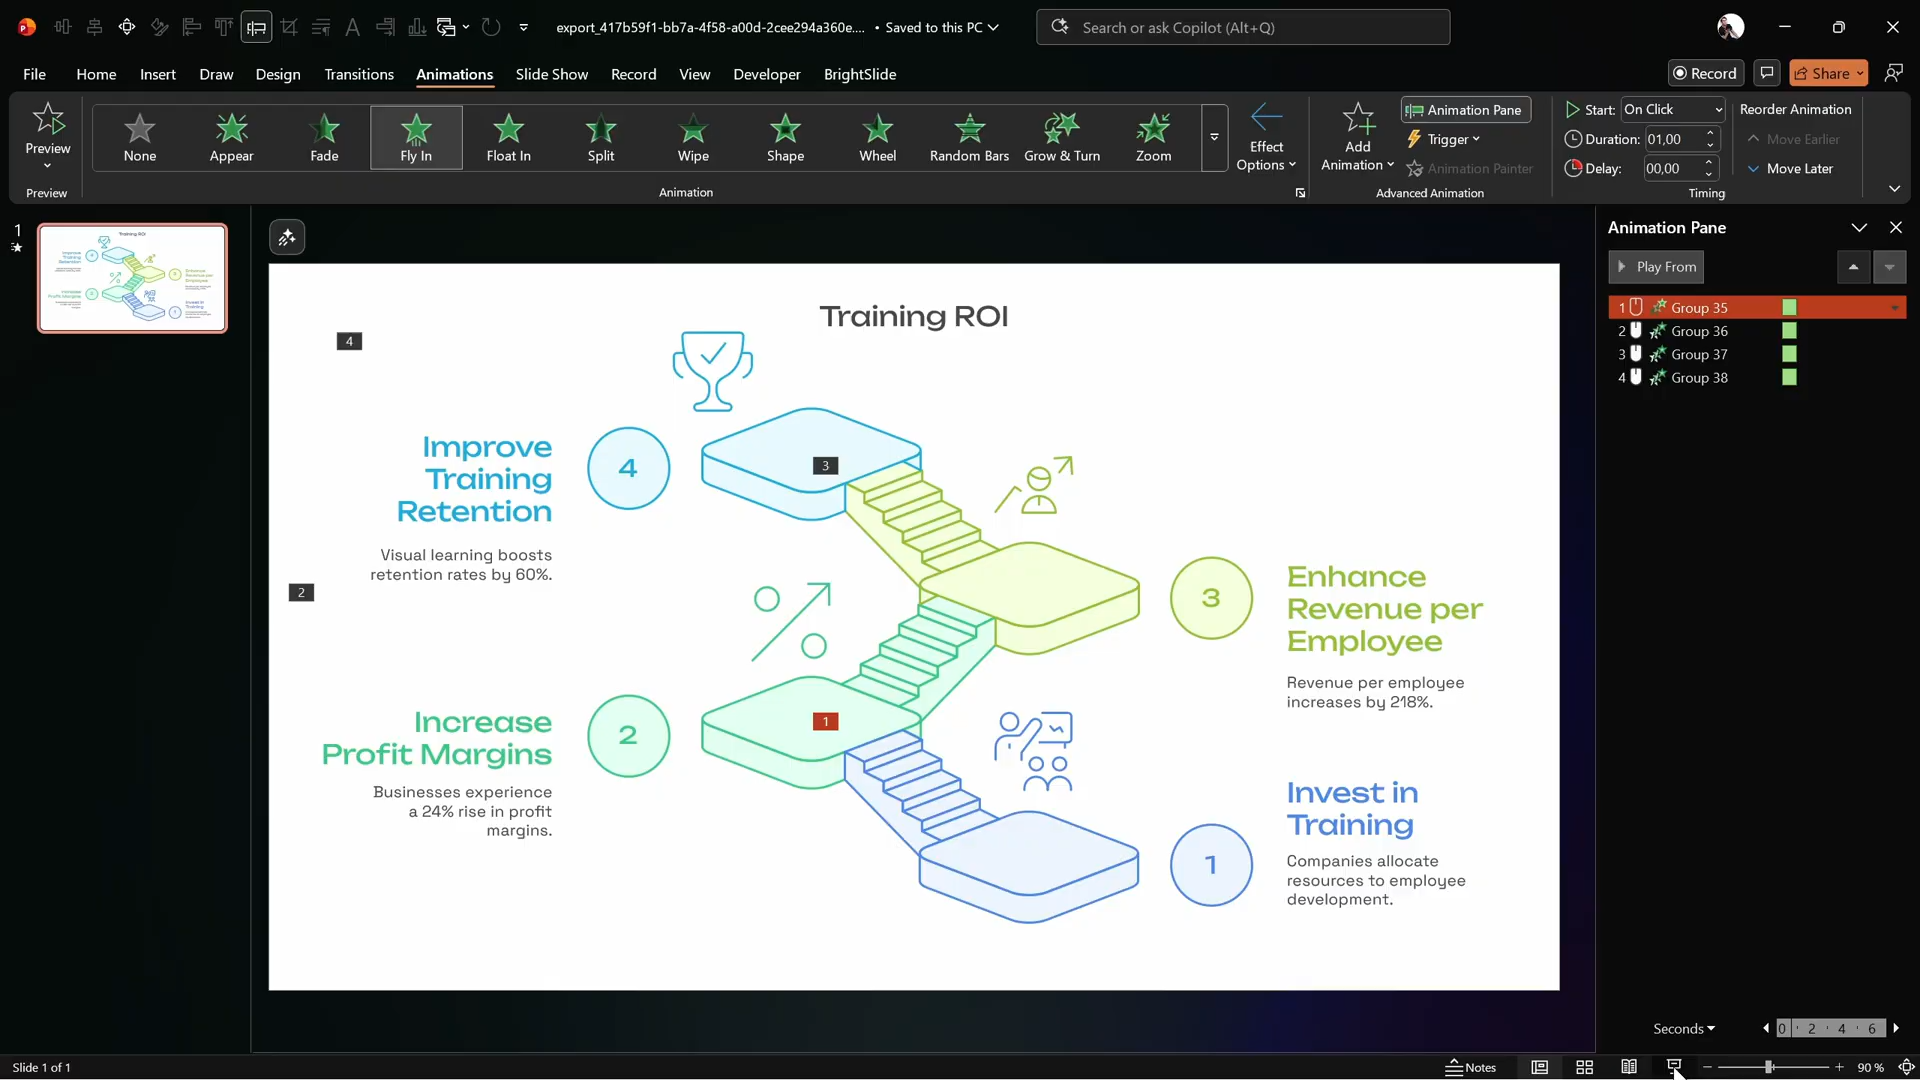 export_417b59f1-bb7a-4f58-a00d-2cee294a360e.... • Saved to this PC
Search or ask Copilot (Alt+Q)
File
Home
Insert
Draw
Design
Transitions
Animations
Slide Show
Record
View
Developer
BrightSlide
Record
Share
Preview
None
Appear
Fade
Fly In
Float In
Split
Wipe
Shape
Wheel
Random Bars
Grow & Turn
Zoom
Effect
Options
Add
Animation
Animation Pane
Trigger
Animation Painter
Start: On Click
Duration: 01,00
Delay: 00,00
Reorder Animation
Move Earlier
Move Later
Preview
Animation
Advanced Animation
Timing
1
Training ROI
Animation Pane
Play From
1 Group 35
2 Group 36
3 Group 37
4 Group 38
Training ROI
4
Improve
Training
Retention
4
3
Visual learning boosts
retention rates by 60%.
2
3
Enhance
Revenue per
Employee
Revenue per employee
increases by 218%.
Increase
Profit Margins
2
1
Businesses experience
a 24% rise in profit
margins.
Invest in
Training
1
Companies allocate
resources to employee
development.
Seconds
0 2 4 6
Slide 1 of 1
Notes
90 %